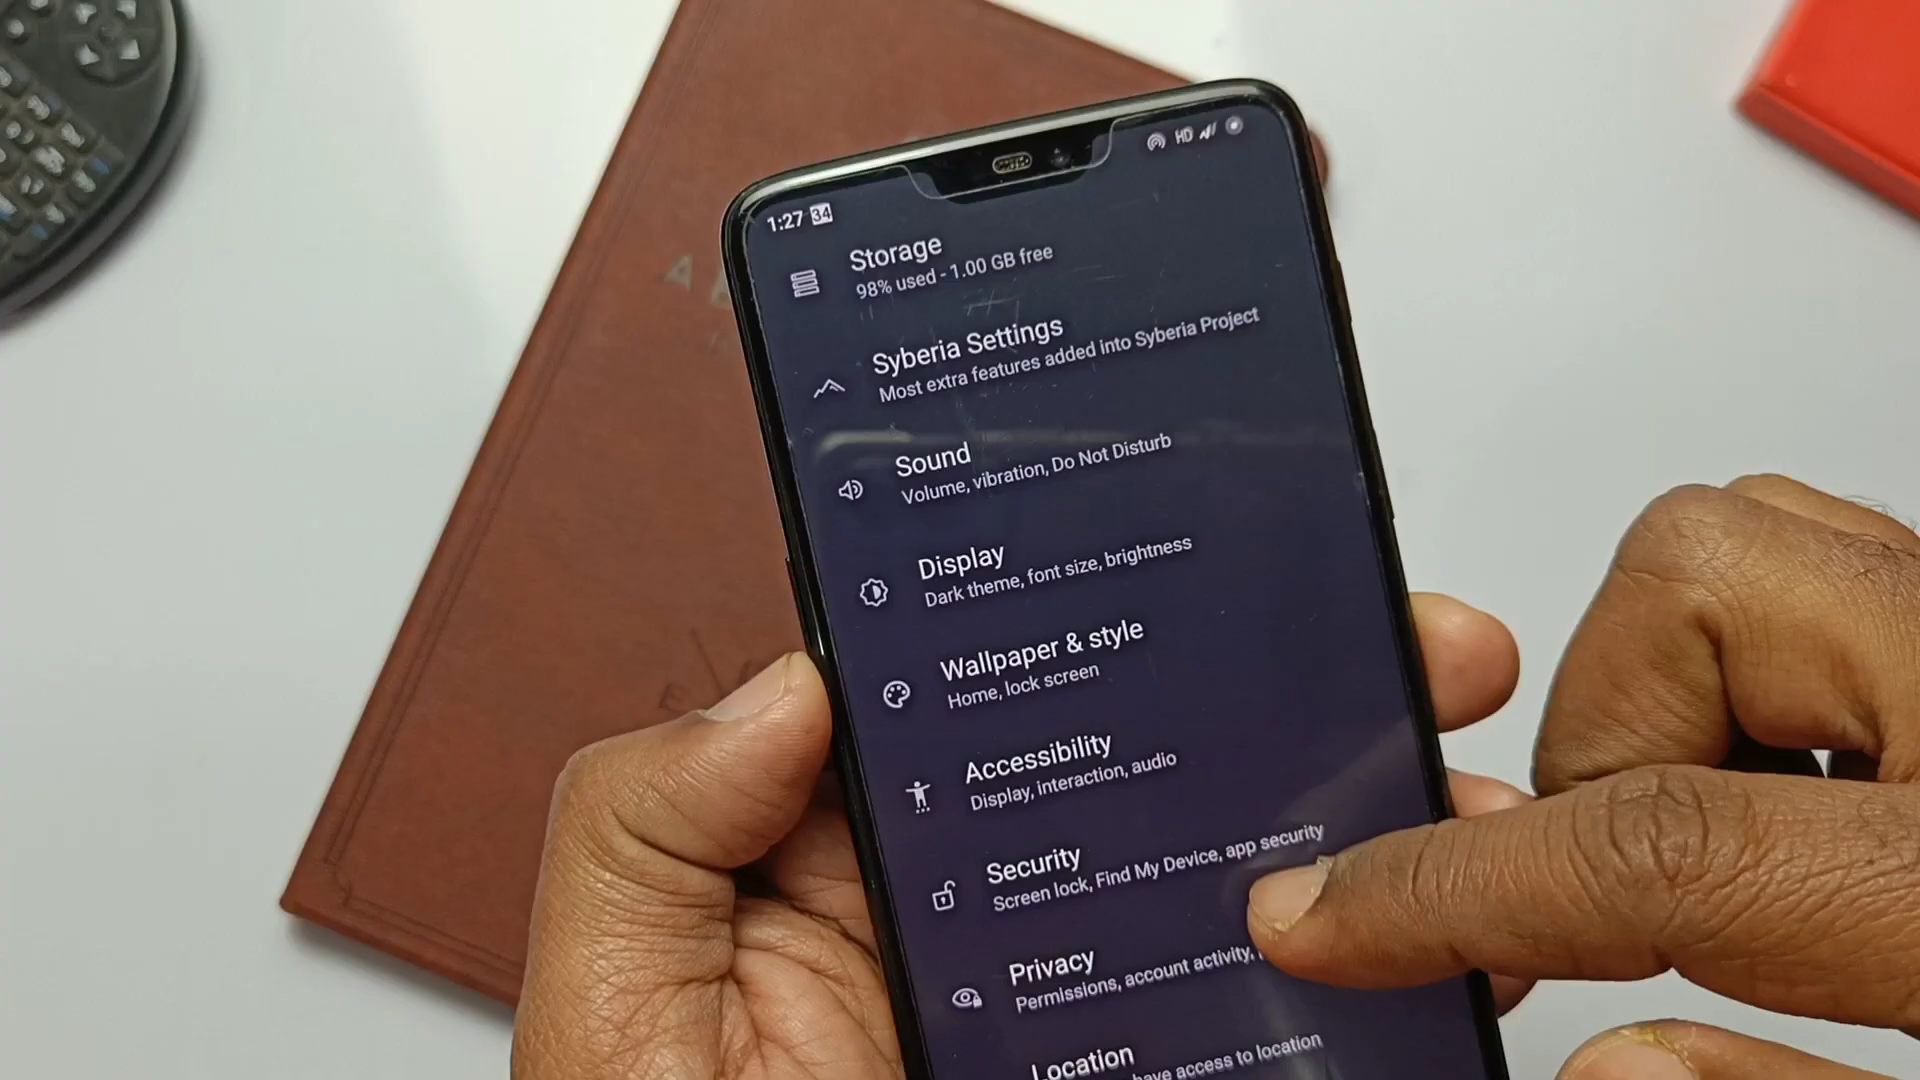 HD
1:27 34
Storage
98% used - 1.00 GB free
Syberia Settings
Most extra features added into Syberia Project
Sound
Volume, vibration, Do Not Disturb
Display
Dark theme, font size, brightness
Wallpaper & style
Home, lock screen
Accessibility
Display, interaction, audio
Security
Screen lock, Find My Device, app security
Privacy
Permissions, account activity,
Location
have access to location
A
E